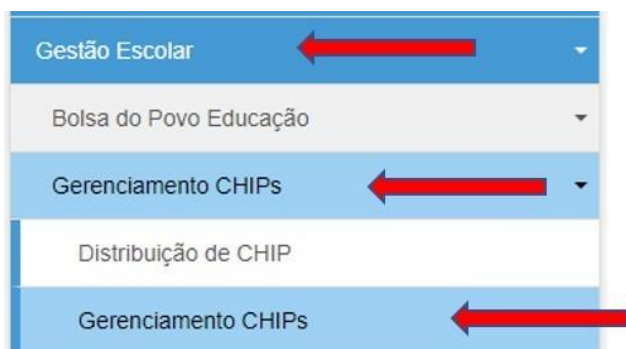 Gestão Escolar
Bolsa do Povo Educação
Gerenciamento CHIPs
Distribuição de CHIP
Gerenciamento CHIPs